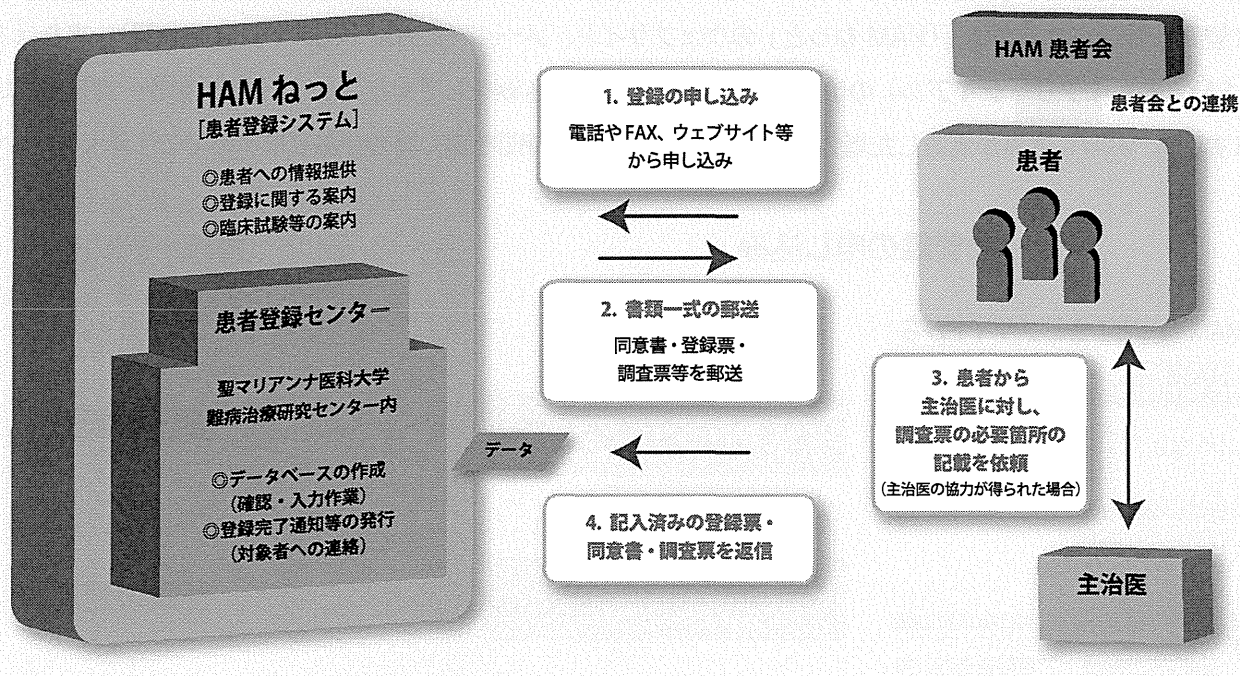 HAM ねっと
[患者登録システム]
◎患者への情報提供
◎登録に関する案内
◎臨床試験等の案内
患者登録センター
聖マリアンナ医科大学
難病治療研究センター内
◎データベースの作成
(確認・入力作業)
◎登録完了通知等の発行
(対象者への連絡)
1. 登録の申し込み
電話や FAX、ウェブサイト等
から申し込み
2. 書類一式の郵送
同意書・登録票・
調査票等を郵送
データ
4. 記入済みの登録票・
同意書・調査票を返信
HAM 患者会
患者会との連携
患者
3. 患者から
主治医に対し、
調査票の必要箇所の
記載を依頼
(主治医の協力が得られた場合)
主治医